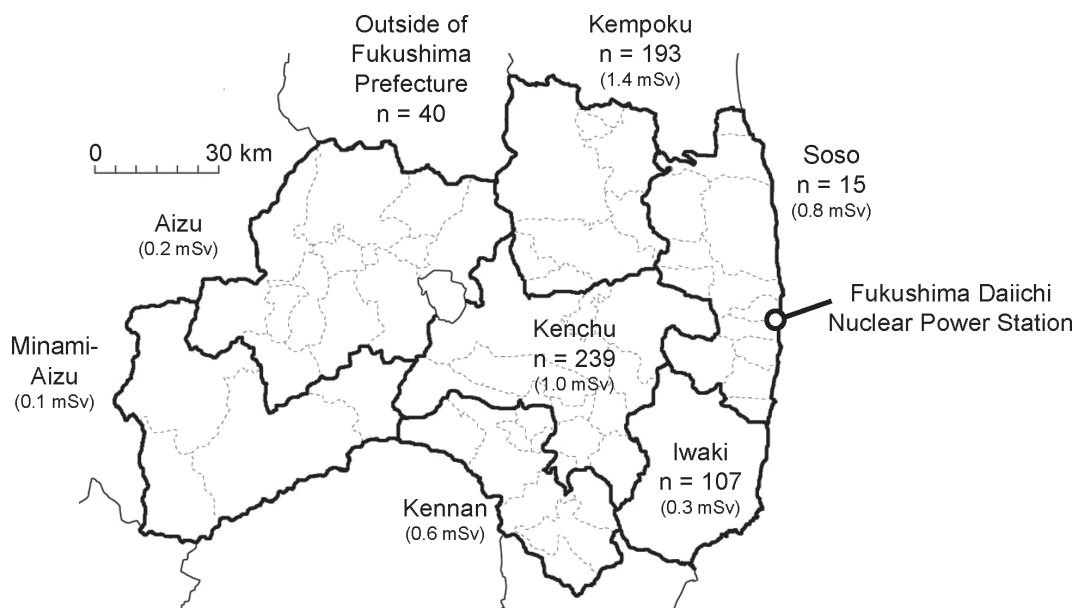 Outside of
Fukushima
Prefecture
n = 40
Kempoku
n = 193
(1.4 mSv)
0 30 km
Soso
n = 15
(0.8 mSv)
Aizu
(0.2 mSv)
Fukushima Daiichi
Nuclear Power Station
Kenchu
n = 239
(1.0 mSv)
Minami-
Aizu
(0.1 mSv)
Iwaki
n = 107
(0.3 mSv)
Kennan
(0.6 mSv)